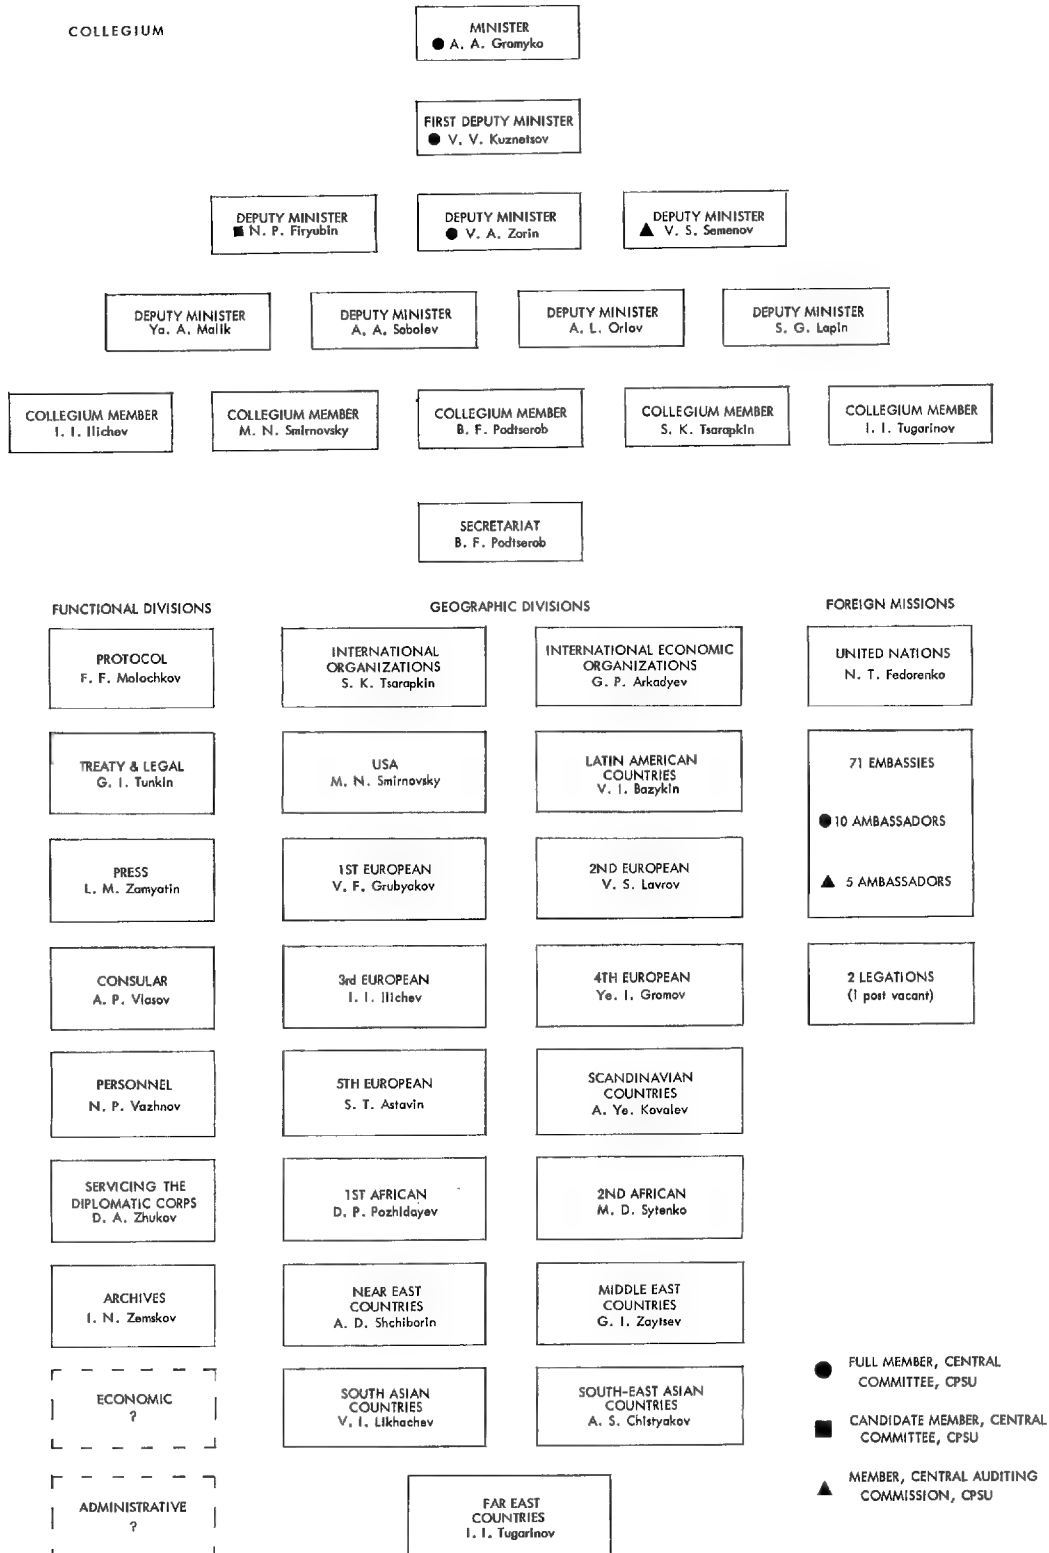 COLLEGIUM
MINISTER
● A. A. Gromyko
FIRST DEPUTY MINISTER
● V. V. Kuznetsov
DEPUTY MINISTER
■ N. P. Firyubin
DEPUTY MINISTER
● V. A. Zorin
DEPUTY MINISTER
▲ V. S. Semenov
DEPUTY MINISTER
Ya. A. Malik
DEPUTY MINISTER
A. A. Sobolev
DEPUTY MINISTER
A. L. Orlov
DEPUTY MINISTER
S. G. Lapin
COLLEGIUM MEMBER
I. I. Ilichev
COLLEGIUM MEMBER
M. N. Smirnovsky
COLLEGIUM MEMBER
B. F. Podtserob
COLLEGIUM MEMBER
S. K. Tsarapkin
COLLEGIUM MEMBER
I. I. Tugarinov
SECRETARIAT
B. F. Podtserob
FUNCTIONAL DIVISIONS
PROTOCOL
F. F. Molochkov
TREATY & LEGAL
G. I. Tunkin
PRESS
L. M. Zamyatin
CONSULAR
A. P. Vlasov
PERSONNEL
N. P. Vazhnov
SERVICING THE
DIPLOMATIC CORPS
D. A. Zhukov
ARCHIVES
I. N. Zemskov
ECONOMIC
?
ADMINISTRATIVE
?
GEOGRAPHIC DIVISIONS
INTERNATIONAL
ORGANIZATIONS
S. K. Tsarapkin
INTERNATIONAL ECONOMIC
ORGANIZATIONS
G. P. Arkadyev
USA
M. N. Smirnovsky
LATIN AMERICAN
COUNTRIES
V. I. Bazykin
1ST EUROPEAN
V. F. Grubyakov
2ND EUROPEAN
V. S. Lavrov
3rd EUROPEAN
I. I. Ilichev
4TH EUROPEAN
Ye. I. Gromov
5TH EUROPEAN
S. T. Astavin
SCANDINAVIAN
COUNTRIES
A. Ye. Kovalev
1ST AFRICAN
D. P. Pozhidayev
2ND AFRICAN
M. D. Sytenko
NEAR EAST
COUNTRIES
A. D. Shchiborin
MIDDLE EAST
COUNTRIES
G. I. Zaytsev
SOUTH ASIAN
COUNTRIES
V. I. Likhachev
SOUTH-EAST ASIAN
COUNTRIES
A. S. Chistyakov
FAR EAST
COUNTRIES
I. I. Tugarinov
FOREIGN MISSIONS
UNITED NATIONS
N. T. Fedorenko
71 EMBASSIES
● 10 AMBASSADORS
▲ 5 AMBASSADORS
2 LEGATIONS
(1 post vacant)
● FULL MEMBER, CENTRAL
COMMITTEE, CPSU
■ CANDIDATE MEMBER, CENTRAL
COMMITTEE, CPSU
▲ MEMBER, CENTRAL AUDITING
COMMISSION, CPSU